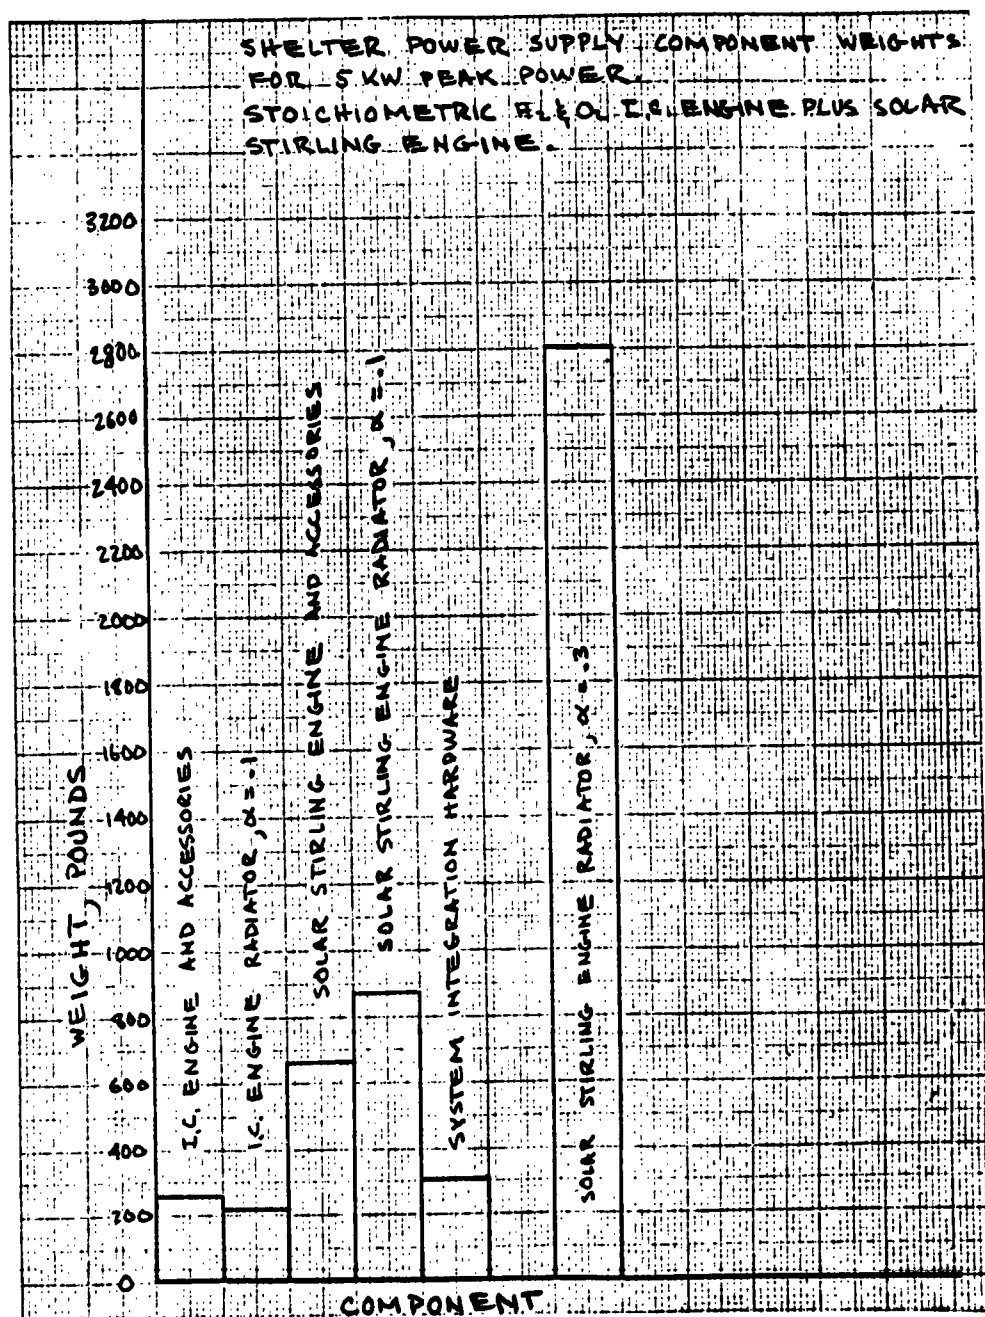 SHELTER POWER SUPPLY COMPONENT WEIGHTS
FOR 5 KW PEAK POWER.
STOICHIOMETRIC H2 & O2 I.C. ENGINE PLUS SOLAR
STIRLING ENGINE.
3200
3000
2800
2600
2400
2200
2000
1800
1600
1400
1200
1000
800
600
400
200
0
WEIGHT, POUNDS
I.C. ENGINE AND ACCESSORIES
I.C. ENGINE RADIATOR, α = .1
SOLAR STIRLING ENGINE AND ACCESSORIES
SOLAR STIRLING ENGINE RADIATOR, α = .1
SYSTEM INTEGRATION HARDWARE
SOLAR STIRLING ENGINE RADIATOR, α = .3
COMPONENT